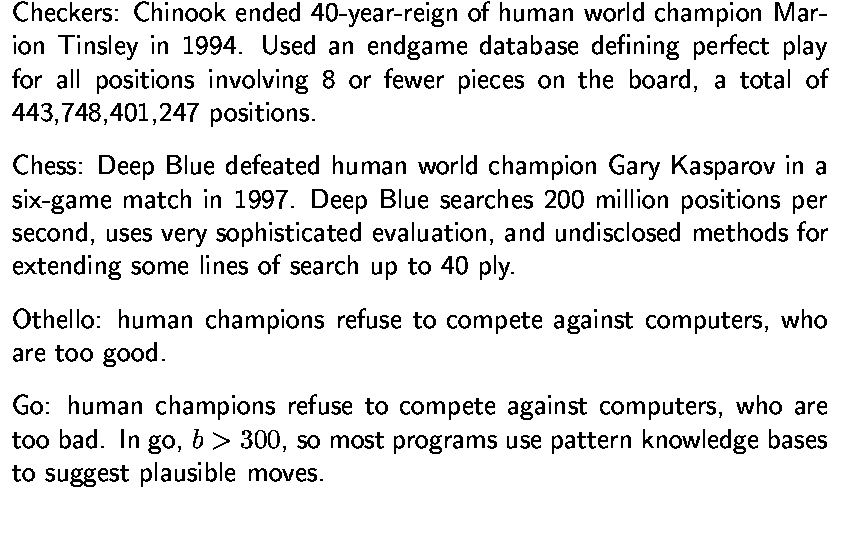 Checkers: Chinook ended 40-year-reign of human world champion Mar-
ion Tinsley in 1994. Used an endgame database defining perfect play
for all positions involving 8 or fewer pieces on the board, a total of
443,748,401,247 positions.
Chess: Deep Blue defeated human world champion Gary Kasparov in a
six-game match in 1997. Deep Blue searches 200 million positions per
second, uses very sophisticated evaluation, and undisclosed methods for
extending some lines of search up to 40 ply.
Othello: human champions refuse to compete against computers, who
are too good.
Go: human champions refuse to compete against computers, who are
too bad. In go, b > 300, so most programs use pattern knowledge bases
to suggest plausible moves.